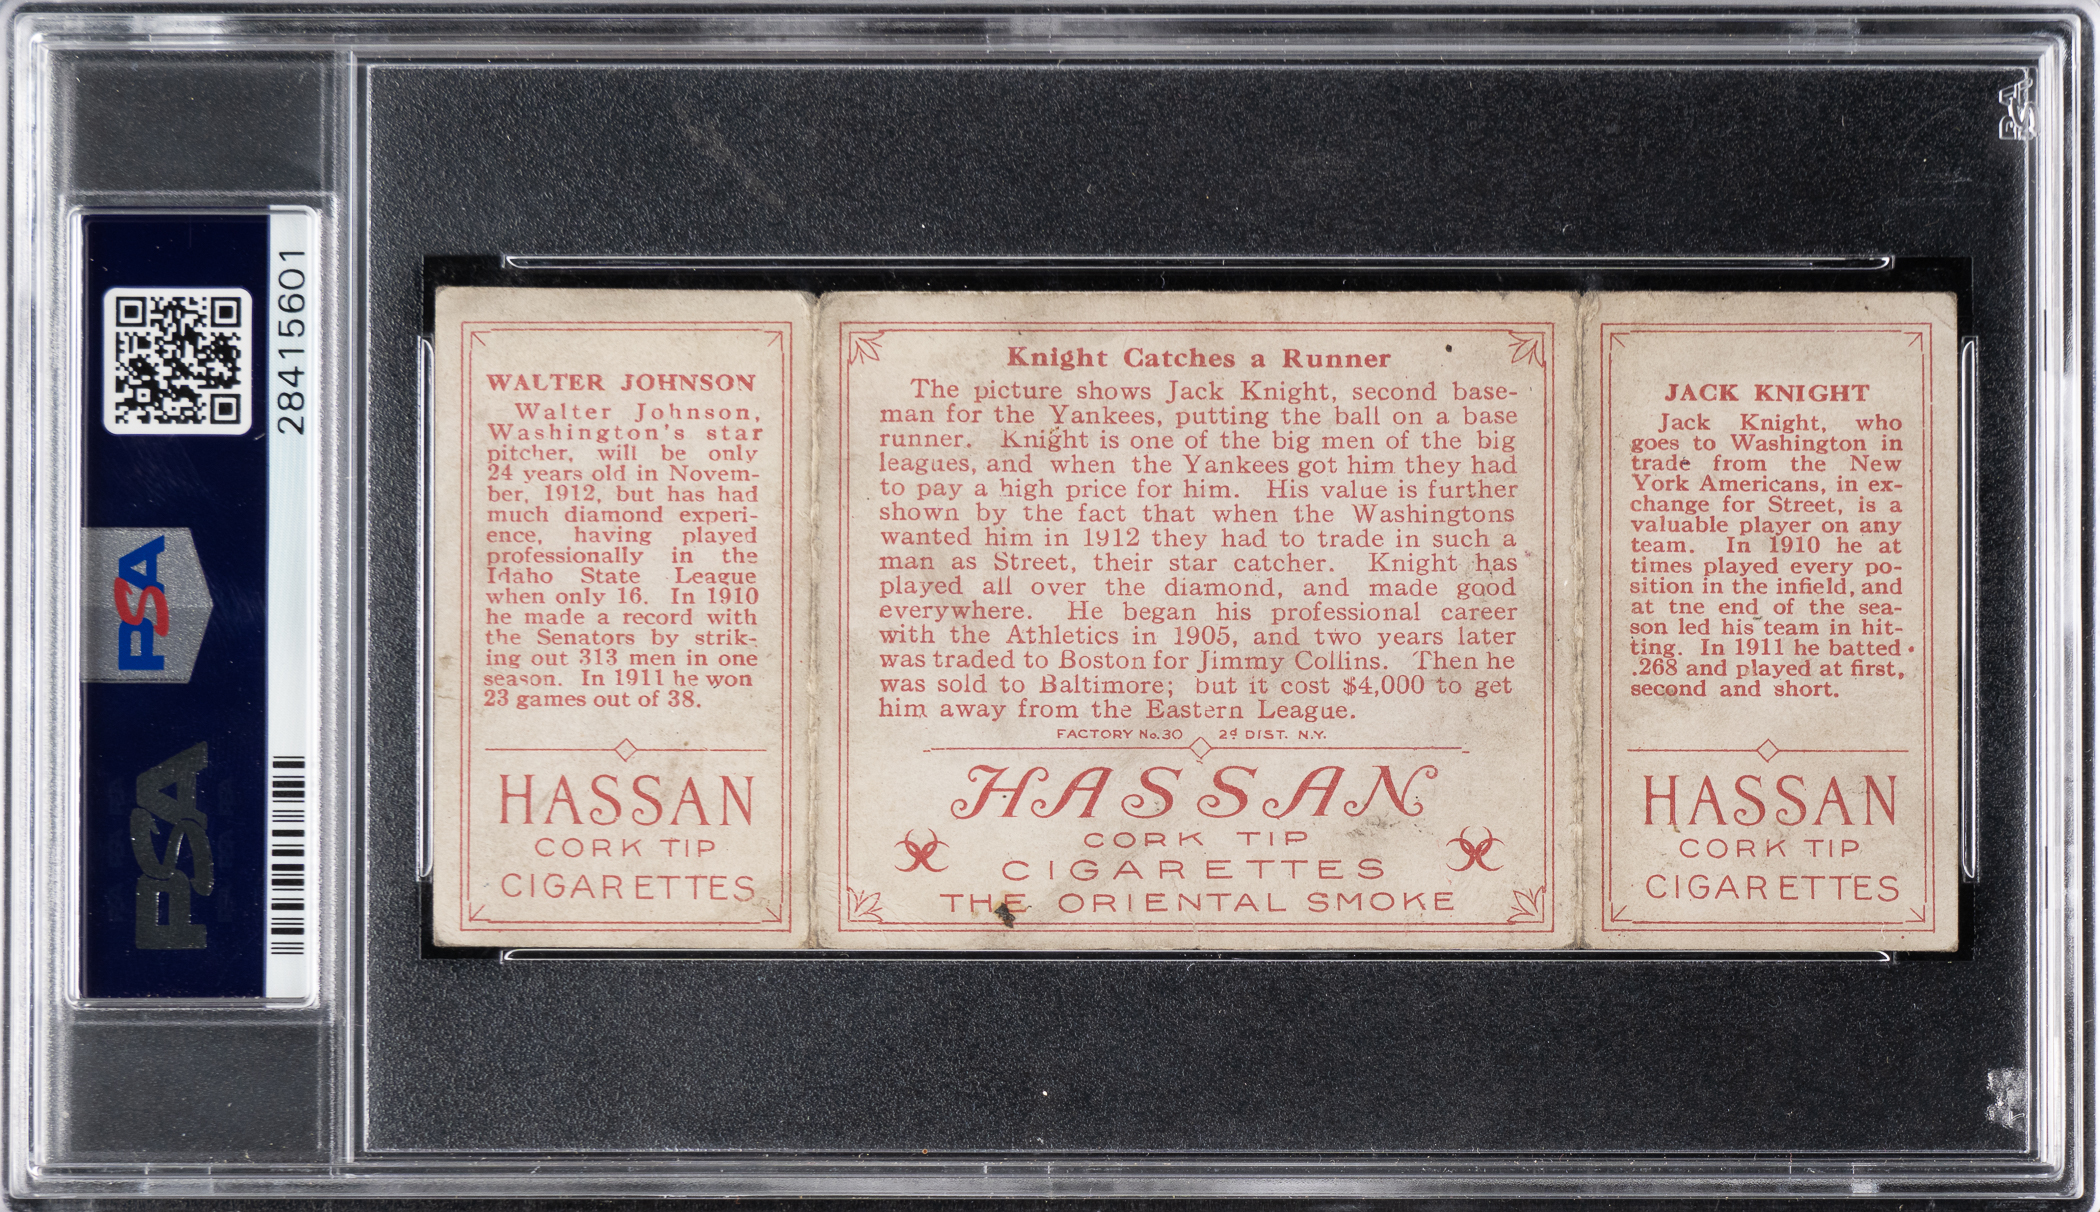 28415601
PSA
PSA
WALTER JOHNSON
Walter Johnson,
Washington's star
pitcher, will be only
24 years old in Novem-
ber, 1912, but has had
much diamond experi-
ence, having played
professionally in the
Idaho State League
when only 16. In 1910
he made a record with
the Senators by strik-
ing out 313 men in one
season. In 1911 he won
23 games out of 38.
HASSAN
CORK TIP
CIGARETTES
Knight Catches a Runner
The picture shows Jack Knight, second base-
man for the Yankees, putting the ball on a base
runner. Knight is one of the big men of the big
leagues, and when the Yankees got him they had
to pay a high price for him. His value is further
shown by the fact that when the Washingtons
wanted him in 1912 they had to trade in such a
man as Street, their star catcher. Knight has
played all over the diamond, and made good
everywhere. He began his professional career
with the Athletics in 1905, and two years later
was traded to Boston for Jimmy Collins. Then he
was sold to Baltimore; but it cost $4,000 to get
him away from the Eastern League.
FACTORY No.30 2d DIST. N.Y.
HASSAN
CORK TIP
CIGARETTES
THE ORIENTAL SMOKE
JACK KNIGHT
Jack Knight, who
goes to Washington in
trade from the New
York Americans, in ex-
change for Street, is a
valuable player on any
team. In 1910 he at
times played every po-
sition in the infield, and
at tne end of the sea-
son led his team in hit-
ting. In 1911 he batted
.268 and played at first,
second and short.
HASSAN
CORK TIP
CIGARETTES
PSA